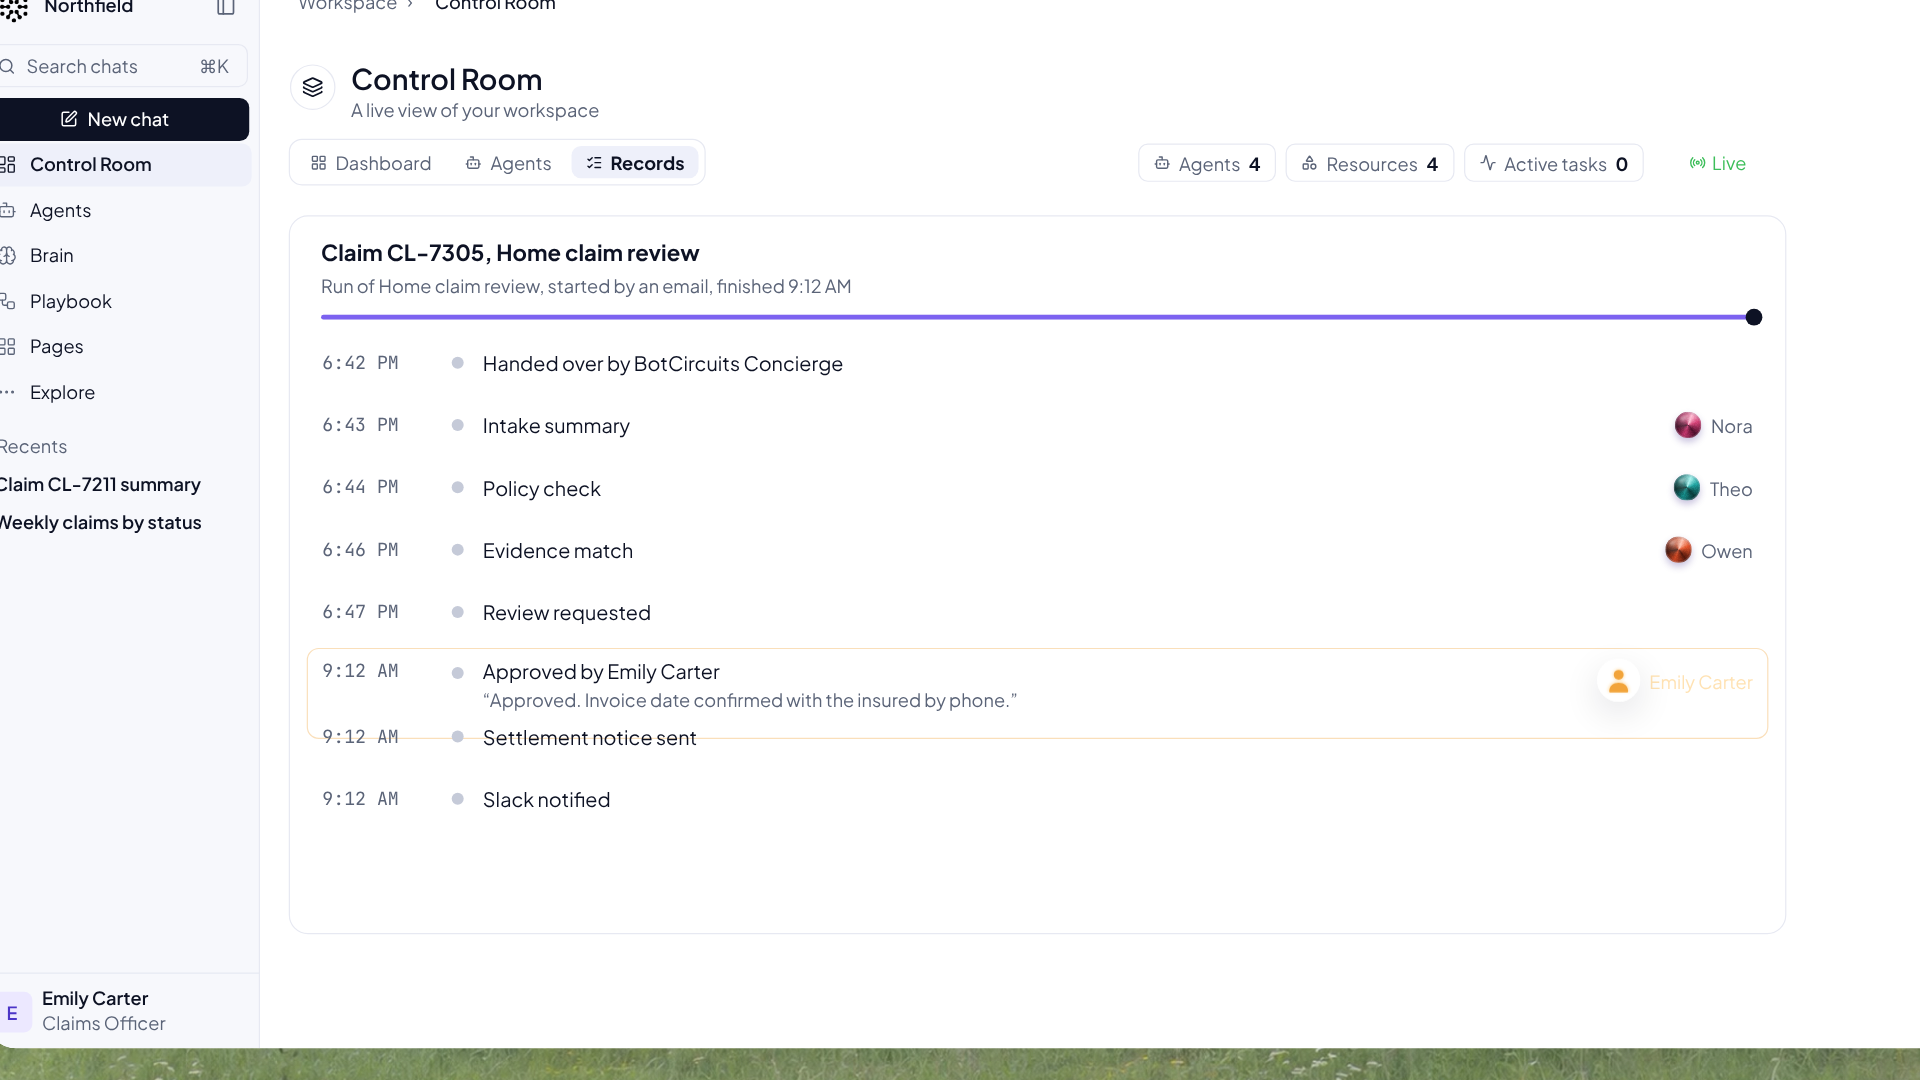 Northfield
Workspace › Control Room
Search chats ⌘K
New chat
Control Room
Agents
Brain
Playbook
Pages
Explore
Recents
Claim CL-7211 summary
Weekly claims by status
E
Emily Carter
Claims Officer
Control Room
A live view of your workspace
Dashboard
Agents
Records
Agents 4
Resources 4
Active tasks 0
Live
Claim CL-7305, Home claim review
Run of Home claim review, started by an email, finished 9:12 AM
6:42 PM Handed over by BotCircuits Concierge
6:43 PM Intake summary Nora
6:44 PM Policy check Theo
6:46 PM Evidence match Owen
6:47 PM Review requested
9:12 AM Approved by Emily Carter Emily Carter
“Approved. Invoice date confirmed with the insured by phone.”
9:12 AM Settlement notice sent
9:12 AM Slack notified